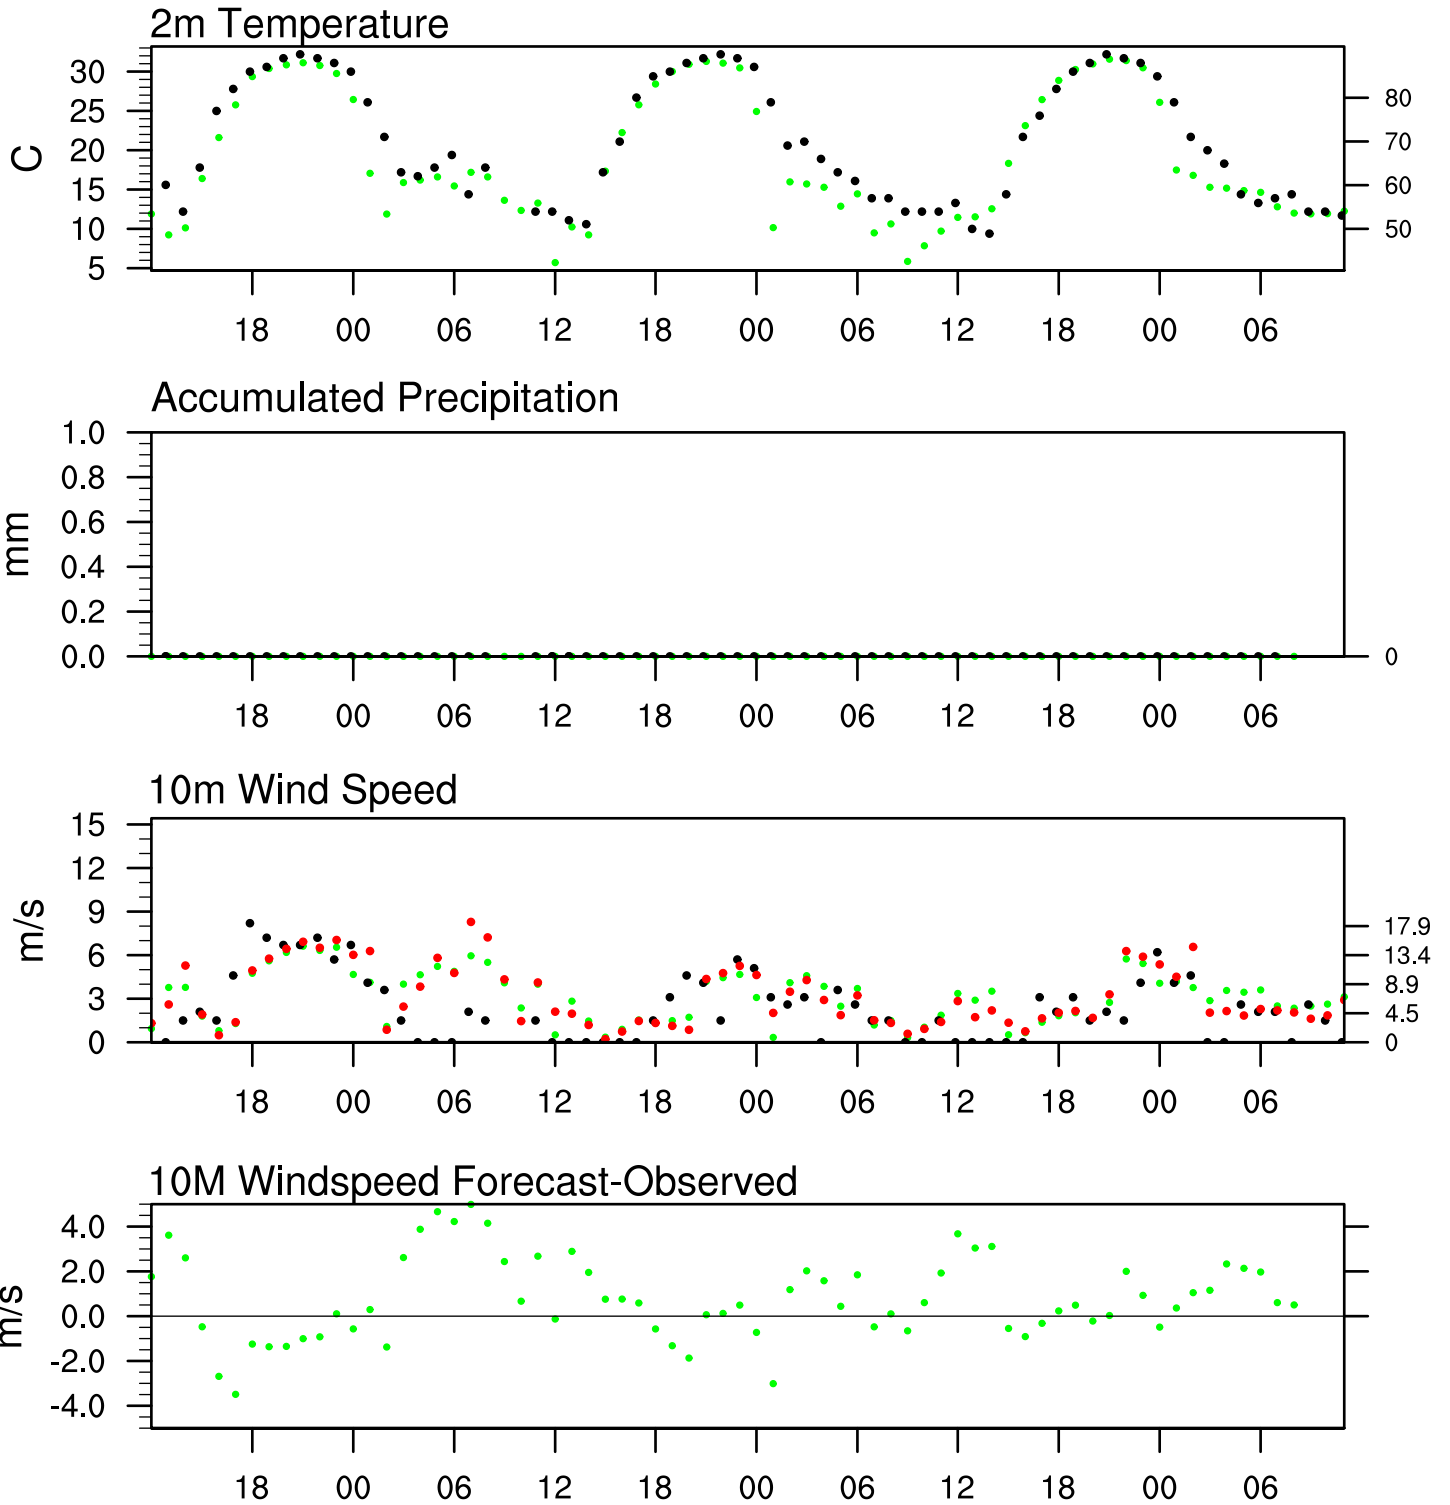 2m Temperature
C
30
25
20
15
10
5
80
70
60
50
18 00 06 12 18 00 06 12 18 00 06
Accumulated Precipitation
mm
1.0
0.8
0.6
0.4
0.2
0.0
0
18 00 06 12 18 00 06 12 18 00 06
10m Wind Speed
m/s
15
12
9
6
3
0
17.9
13.4
8.9
4.5
0
18 00 06 12 18 00 06 12 18 00 06
10M Windspeed Forecast-Observed
m/s
4.0
2.0
0.0
-2.0
-4.0
18 00 06 12 18 00 06 12 18 00 06